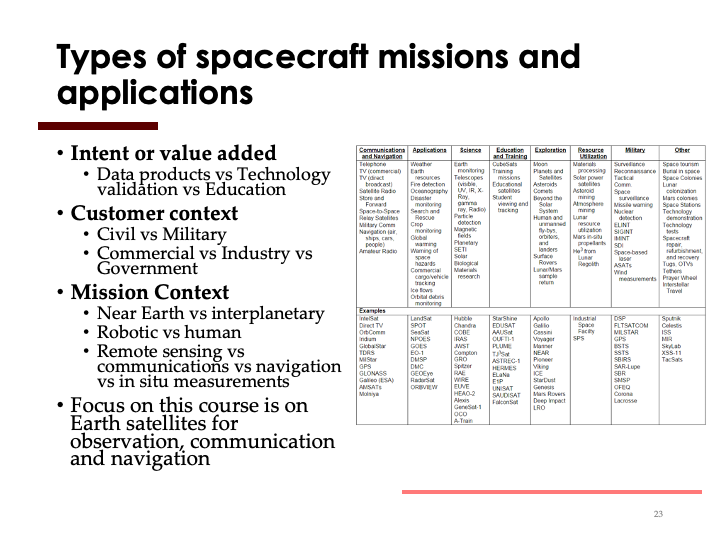 Types of spacecraft missions and
applications
• Intent or value added
• Data products vs Technology
validation vs Education
• Customer context
• Civil vs Military
• Commercial vs Industry vs
Government
• Mission Context
• Near Earth vs interplanetary
• Robotic vs human
• Remote sensing vs
communications vs navigation
vs in situ measurements
• Focus on this course is on
Earth satellites for
observation, communication
and navigation
Communications
and Navigation
Telephone
TV (commercial)
TV (direct
broadcast)
Satellite Radio
Store and
Forward
Space-to-Space
Relay Satellites
Military Comm
Navigation (air,
ships, cars,
people)
Amateur Radio
Applications
Weather
Earth
resources
Fire detection
Oceanography
Disaster
monitoring
Search and
Rescue
Crop
monitoring
Global
warming
Warning of
space
hazards
Commercial
cargo/vehicle
tracking
Ice flows
Orbital debris
monitoring
Science
Earth
monitoring
Telescopes
(visible,
UV, IR, X-
Ray,
gamma
ray, Radio)
Particle
detection
Magnetic
fields
Planetary
SETI
Solar
Biological
Materials
research
Education
and Training
CubeSats
Training
missions
Educational
satellites
Student
viewing and
tracking
Exploration
Moon
Planets and
Satellites
Asteroids
Comets
Beyond the
Solar
System
Human and
unmanned
fly-bys,
orbiters,
and
landers
Surface
Rovers
Lunar/Mars
sample
return
Resource
Utilization
Materials
processing
Solar power
satellites
Asteroid
mining
Atmosphere
mining
Lunar
resource
utilization
Mars in-situ
propellants
He³ from
Lunar
Regolith
Military
Surveillance
Reconnaissance
Tactical
Comm.
Space
surveillance
Missile warning
Nuclear
detection
ELINT
SIGINT
IMINT
SDI
Space-based
laser
ASATs
Wind
measurements
Other
Space tourism
Burial in space
Space Colonies
Lunar
colonization
Mars colonies
Space Stations
Technology
demonstration
Technology
tests
Spacecraft
repair,
refurbishment,
and recovery
Tugs, OTVs
Tethers
Prayer Wheel
Interstellar
Travel
Examples
IntelSat
Direct TV
OrbComm
Iridium
GlobalStar
TDRS
MilStar
GPS
GLONASS
Galileo (ESA)
AMSATs
Molniya
LandSat
SPOT
SeaSat
NPOES
GOES
EO-1
DMSP
DMC
GEOEye
RadarSat
ORBVIEW
Hubble
Chandra
COBE
IRAS
JWST
Compton
GRO
Spitzer
RAE
WIRE
EUVE
HEAO-2
Alexis
GeneSat-1
OCO
A-Train
StarShine
EDUSAT
AAUSat
OUFTI-1
PLUME
TJ³Sat
ASTREC-1
HERMES
ELaNa
E1P
UNISAT
SAUDISAT
FalconSat
Apollo
Galileo
Cassini
Voyager
Mariner
NEAR
Pioneer
Viking
ICE
StarDust
Genesis
Mars Rovers
Deep Impact
LRO
Industrial
Space
Facility
SPS
DSP
FLTSATCOM
MILSTAR
GPS
BSTS
SSTS
SBIRS
SAR-Lupe
SBR
SMSP
OFEQ
Corona
Lacrosse
Sputnik
Celestis
ISS
MIR
SkyLab
XSS-11
TacSats
23